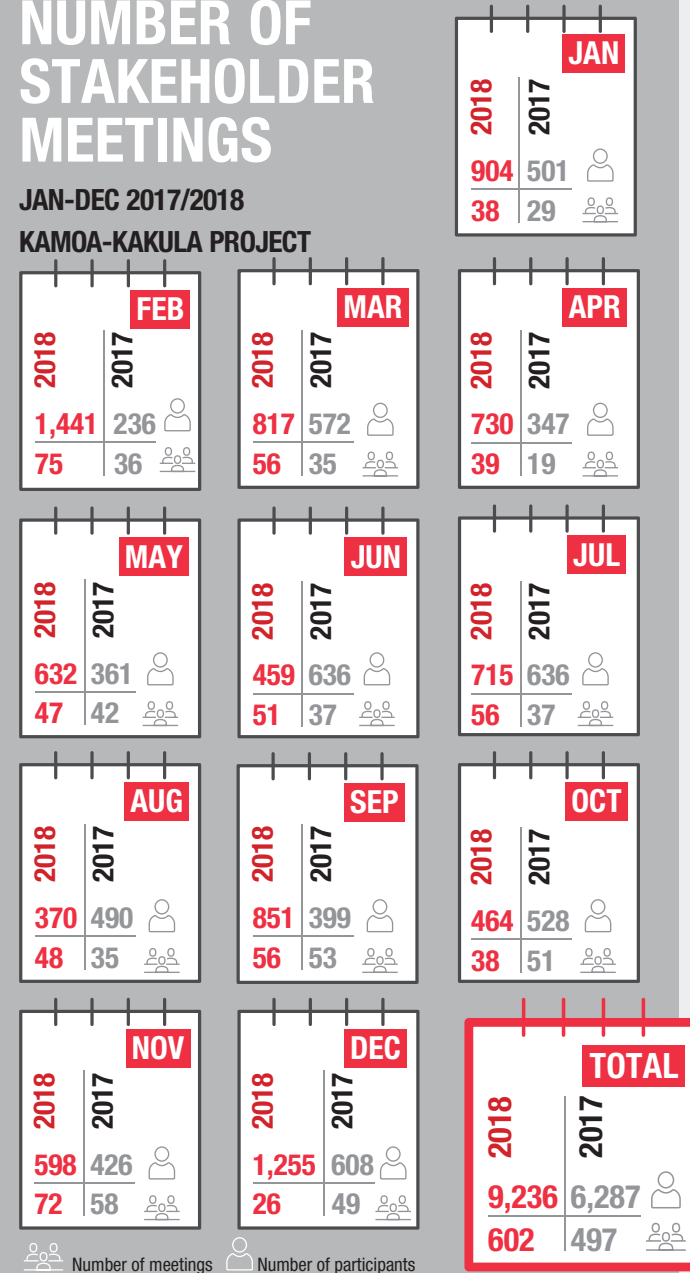 NUMBER OF
STAKEHOLDER
MEETINGS
JAN-DEC 2017/2018
KAMOA-KAKULA PROJECT
JAN
2018 2017
904 501
38 29
FEB
2018 2017
1,441 236
75 36
MAR
2018 2017
817 572
56 35
APR
2018 2017
730 347
39 19
MAY
2018 2017
632 361
47 42
JUN
2018 2017
459 636
51 37
JUL
2018 2017
715 636
56 37
AUG
2018 2017
370 490
48 35
SEP
2018 2017
851 399
56 53
OCT
2018 2017
464 528
38 51
NOV
2018 2017
598 426
72 58
DEC
2018 2017
1,255 608
26 49
TOTAL
2018 2017
9,236 6,287
602 497
Number of meetings Number of participants